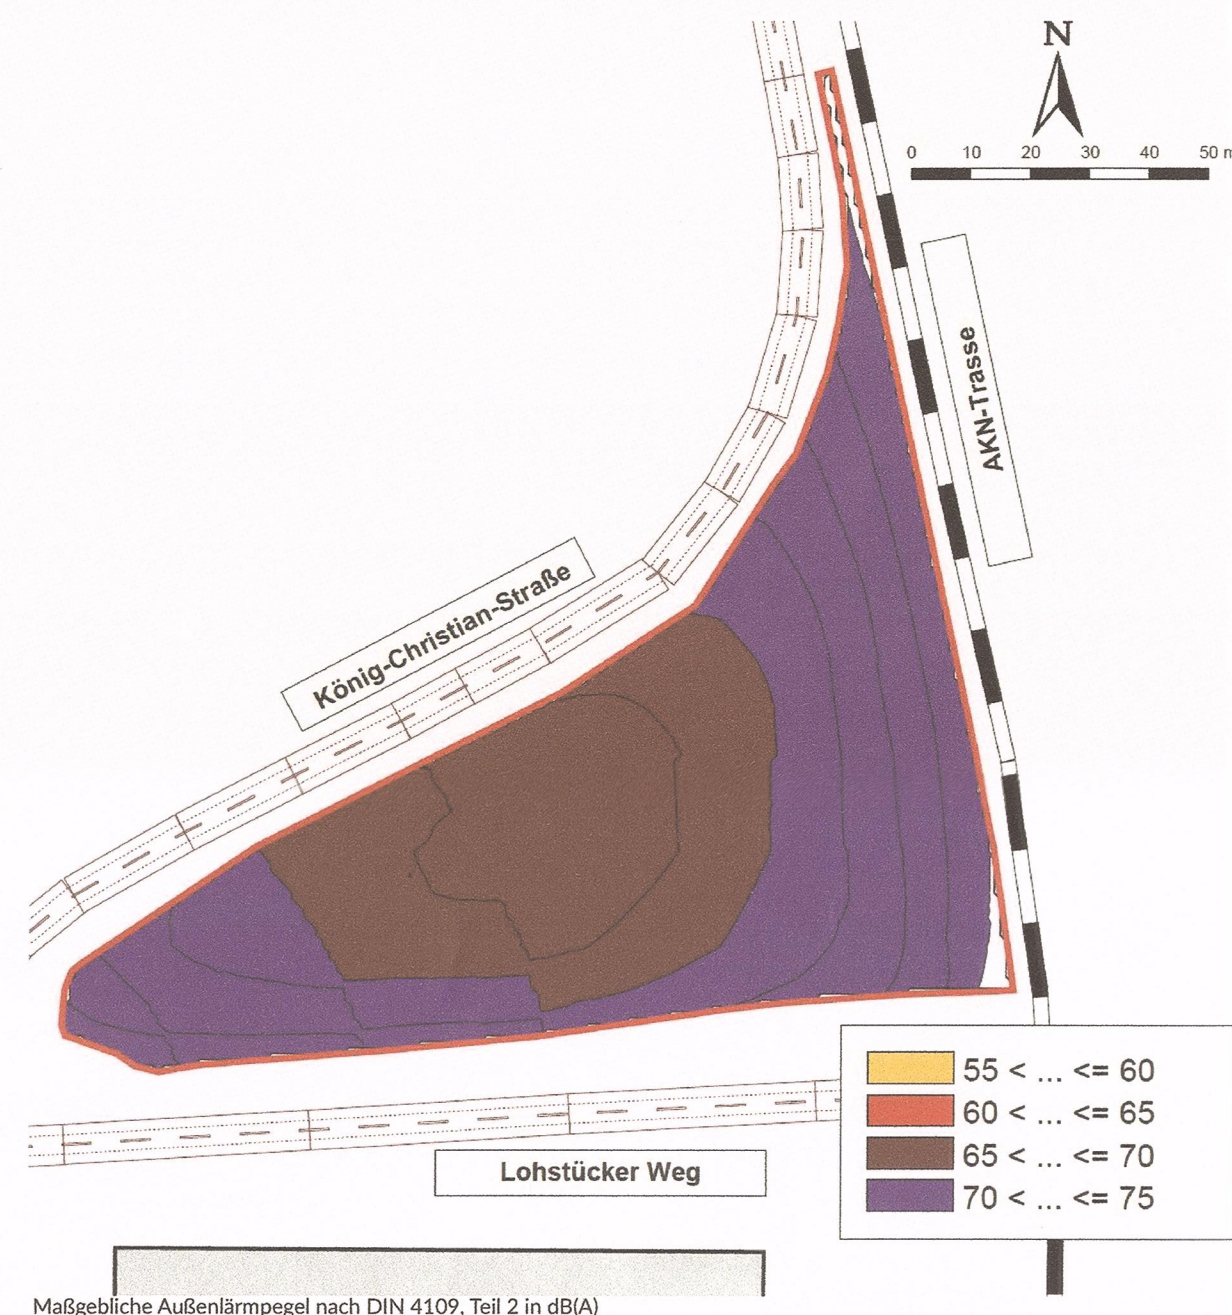 N
0 10 20 30 40 50 m
AKN-Trasse
König-Christian-Straße
55 < ... <= 60
60 < ... <= 65
65 < ... <= 70
70 < ... <= 75
Lohstücker Weg
Maßgebliche Außenlärmpegel nach DIN 4109, Teil 2 in dB(A)